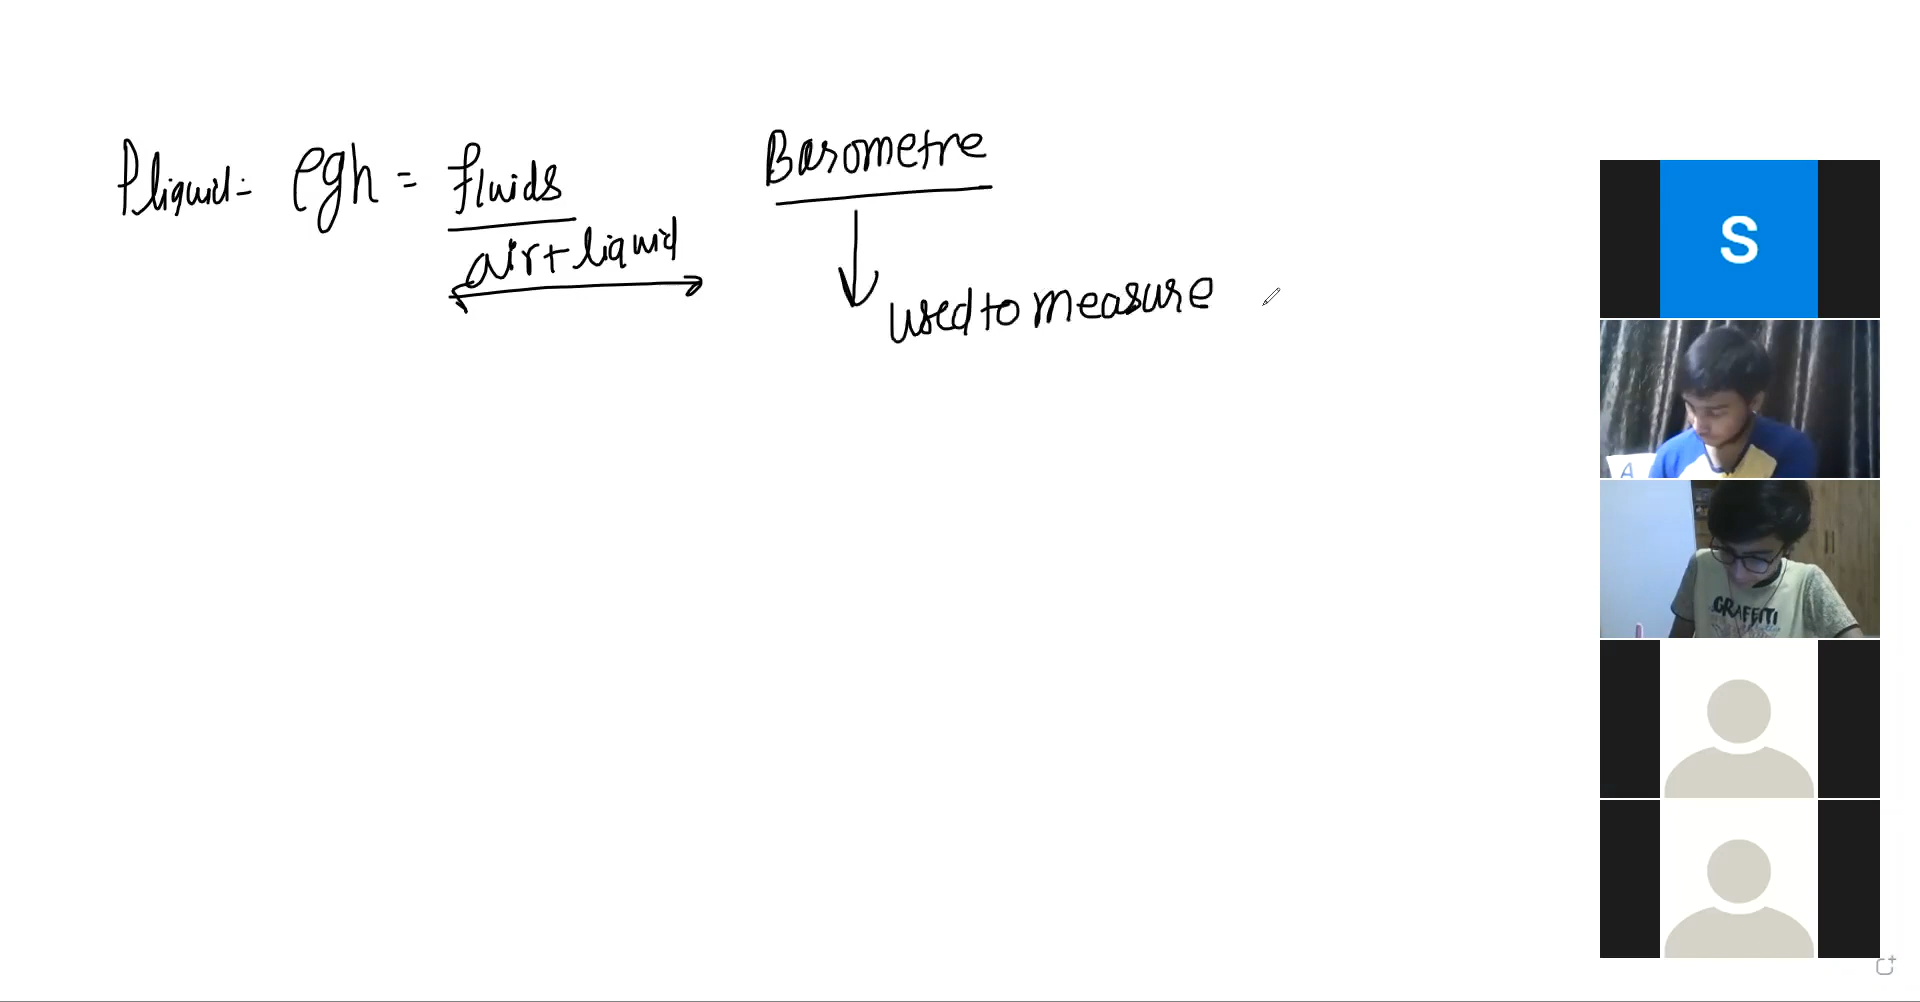 Pliquid = ρgh = fluids
air + liquid
Barometre
used to measure
S
A
GRAFFITI